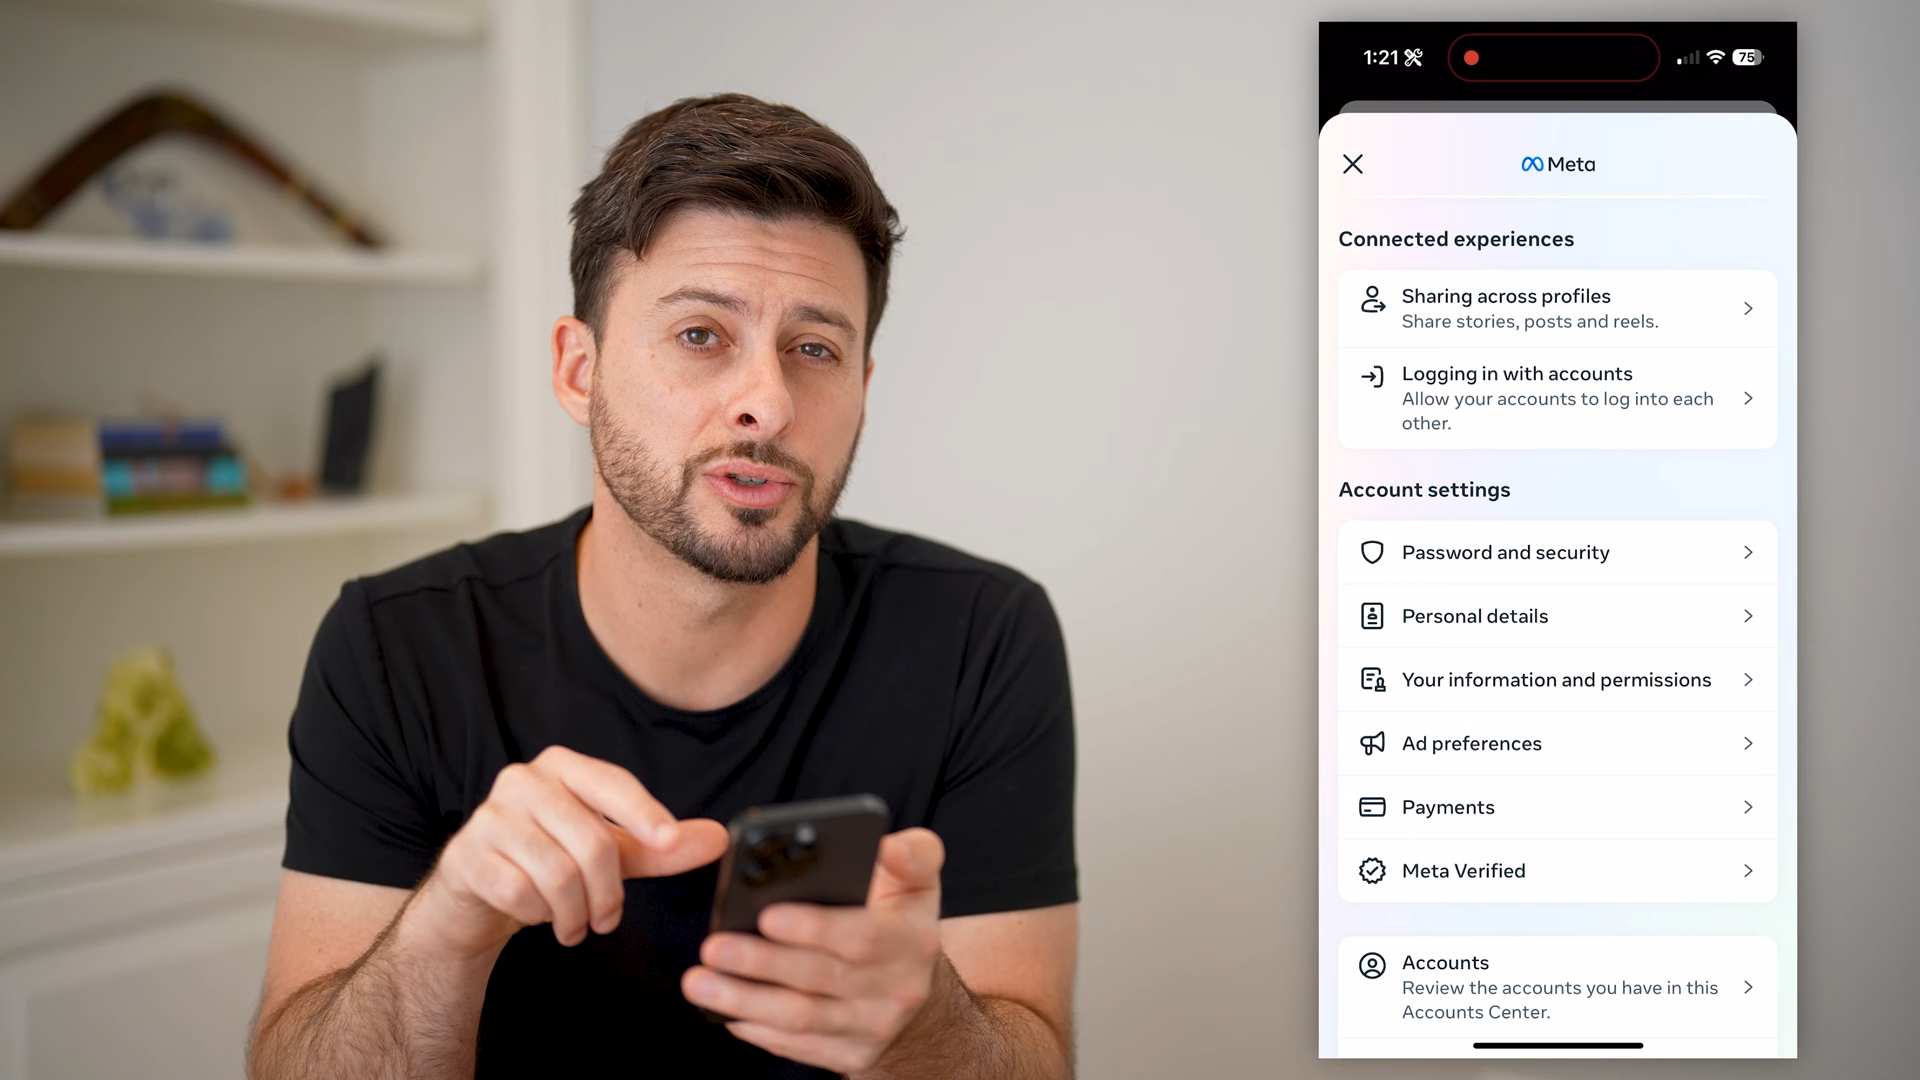 1:21
75
Meta
Connected experiences
Sharing across profiles
Share stories, posts and reels.
Logging in with accounts
Allow your accounts to log into each
other.
Account settings
Password and security
Personal details
Your information and permissions
Ad preferences
Payments
Meta Verified
Accounts
Review the accounts you have in this
Accounts Center.